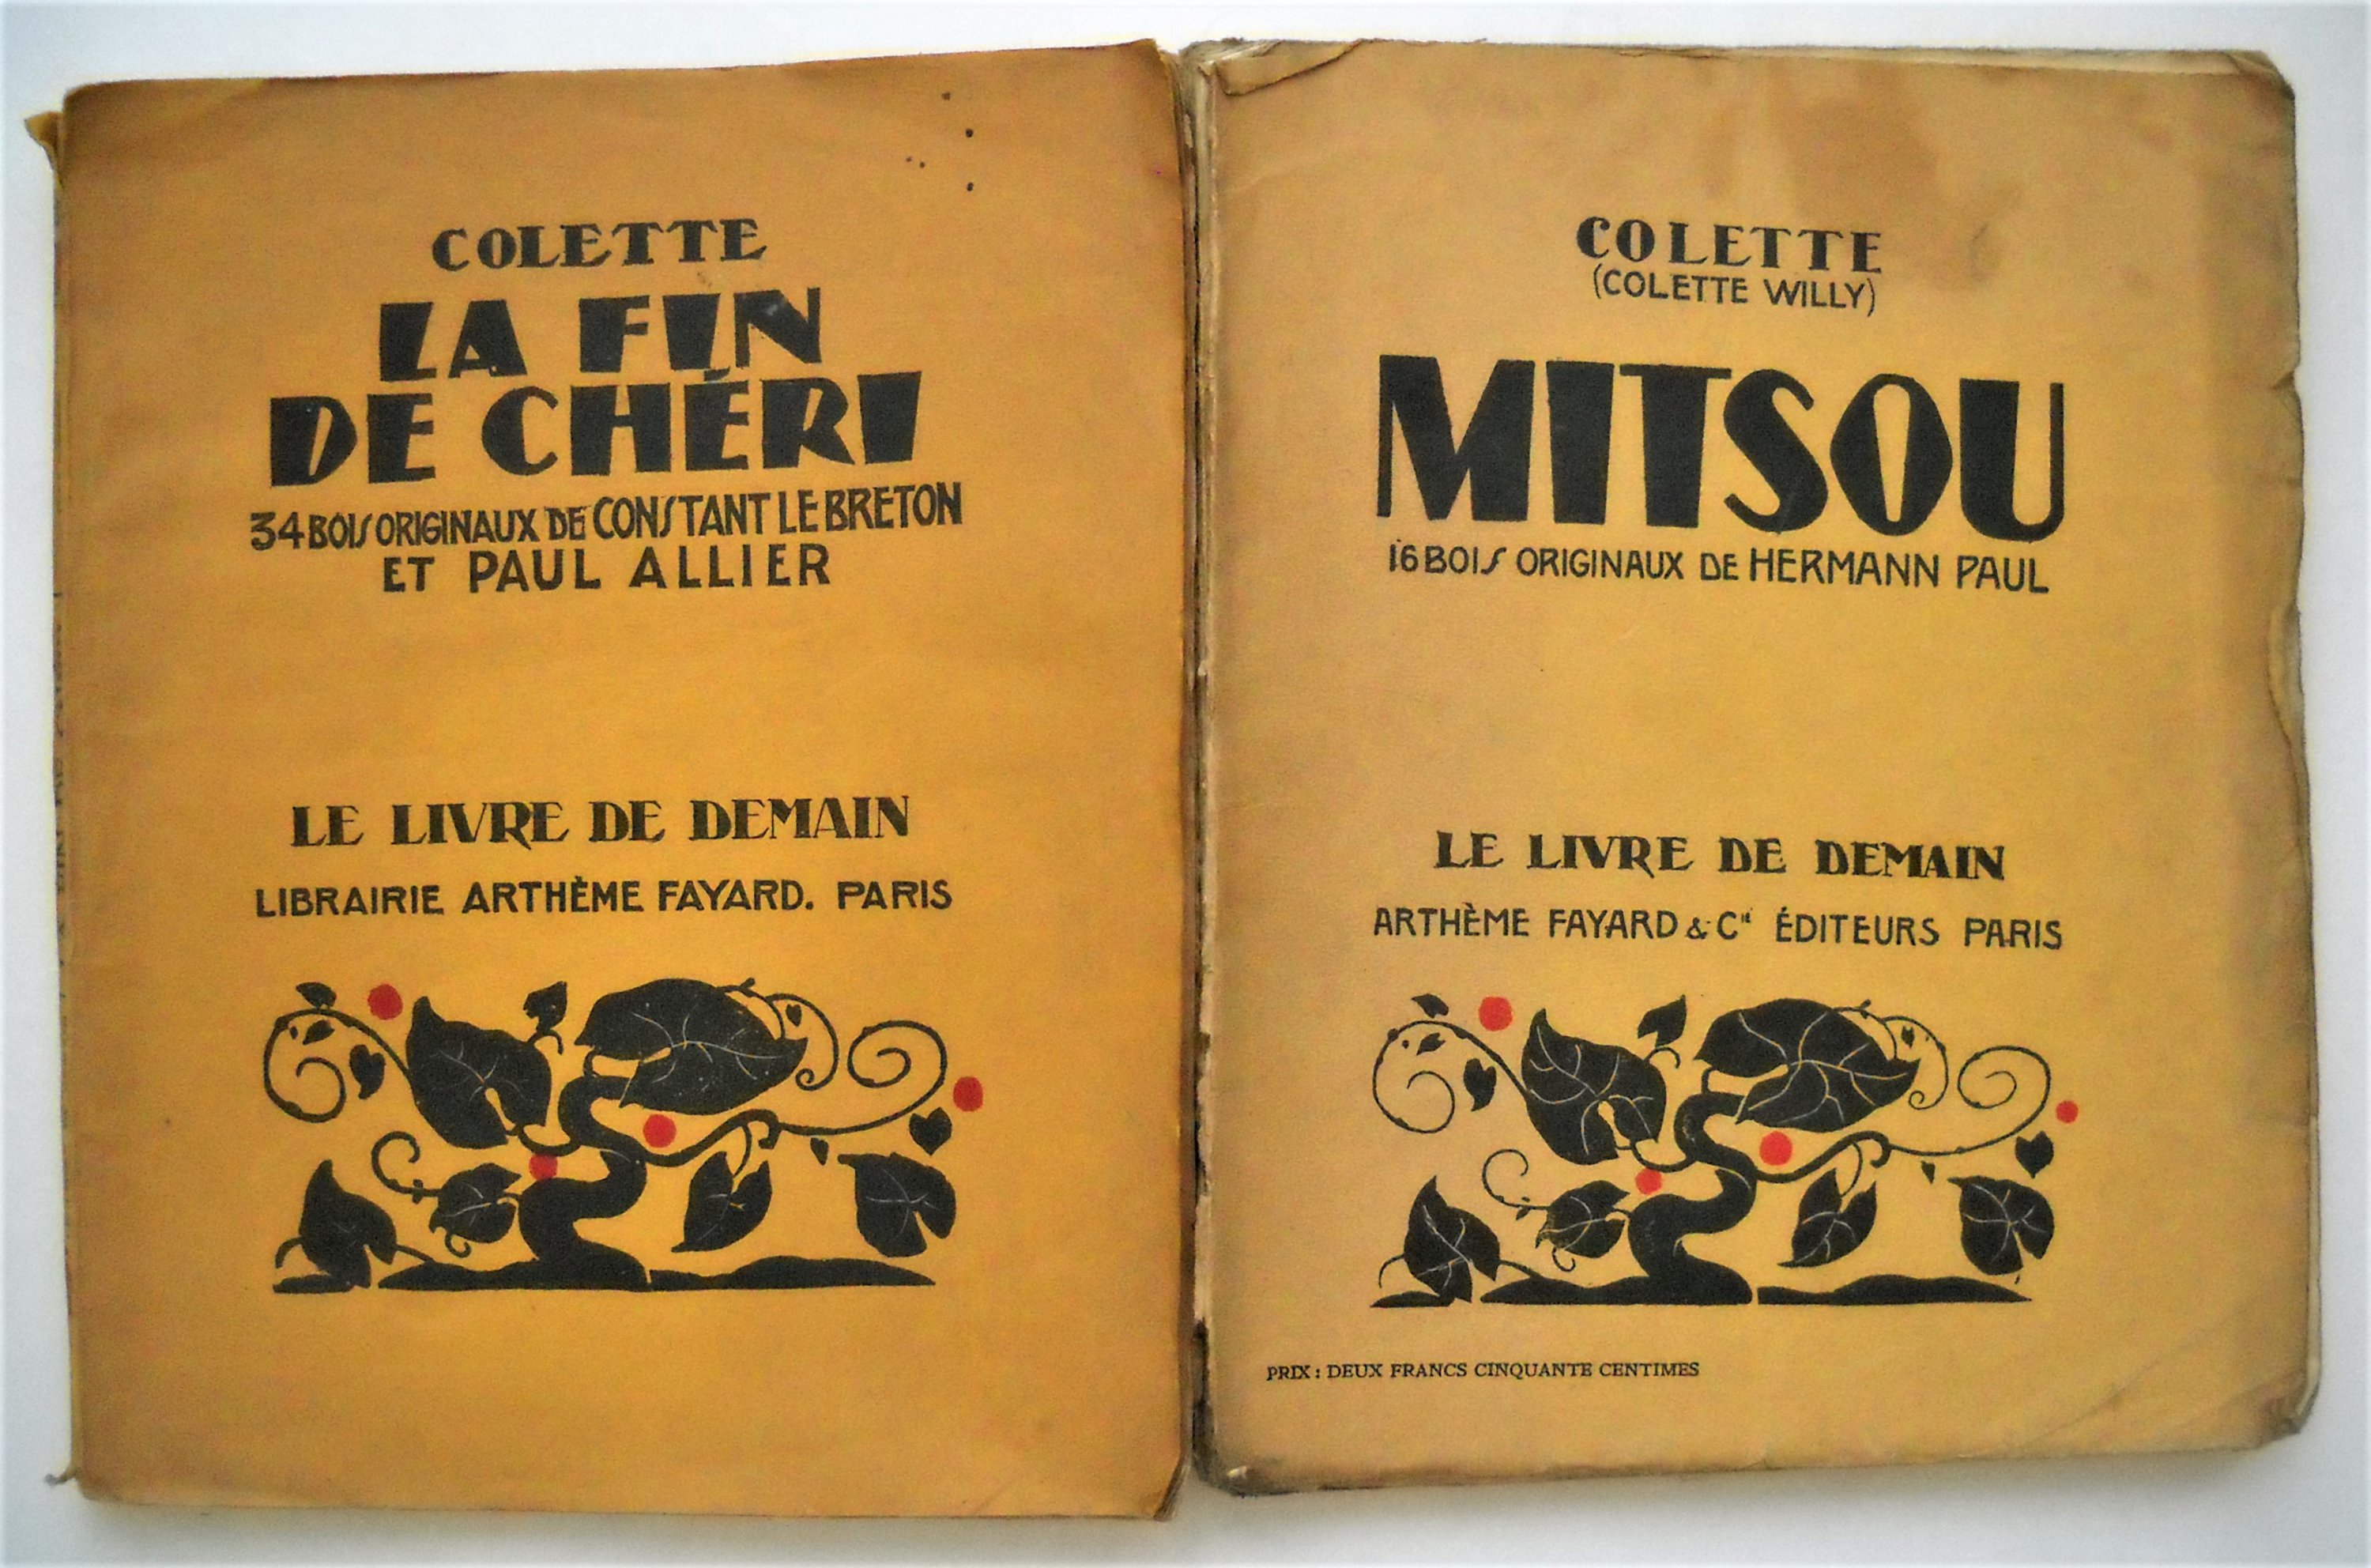 COLETTE
LA FIN
DE CHÉRI
34 BOIS ORIGINAUX DE CONSTANT LE BRETON
ET PAUL ALLIER
LE LIVRE DE DEMAIN
LIBRAIRIE ARTHÈME FAYARD. PARIS
COLETTE
(COLETTE WILLY)
MITSOU
16 BOIS ORIGINAUX DE HERMANN PAUL
LE LIVRE DE DEMAIN
ARTHÈME FAYARD & Cie ÉDITEURS PARIS
PRIX : DEUX FRANCS CINQUANTE CENTIMES